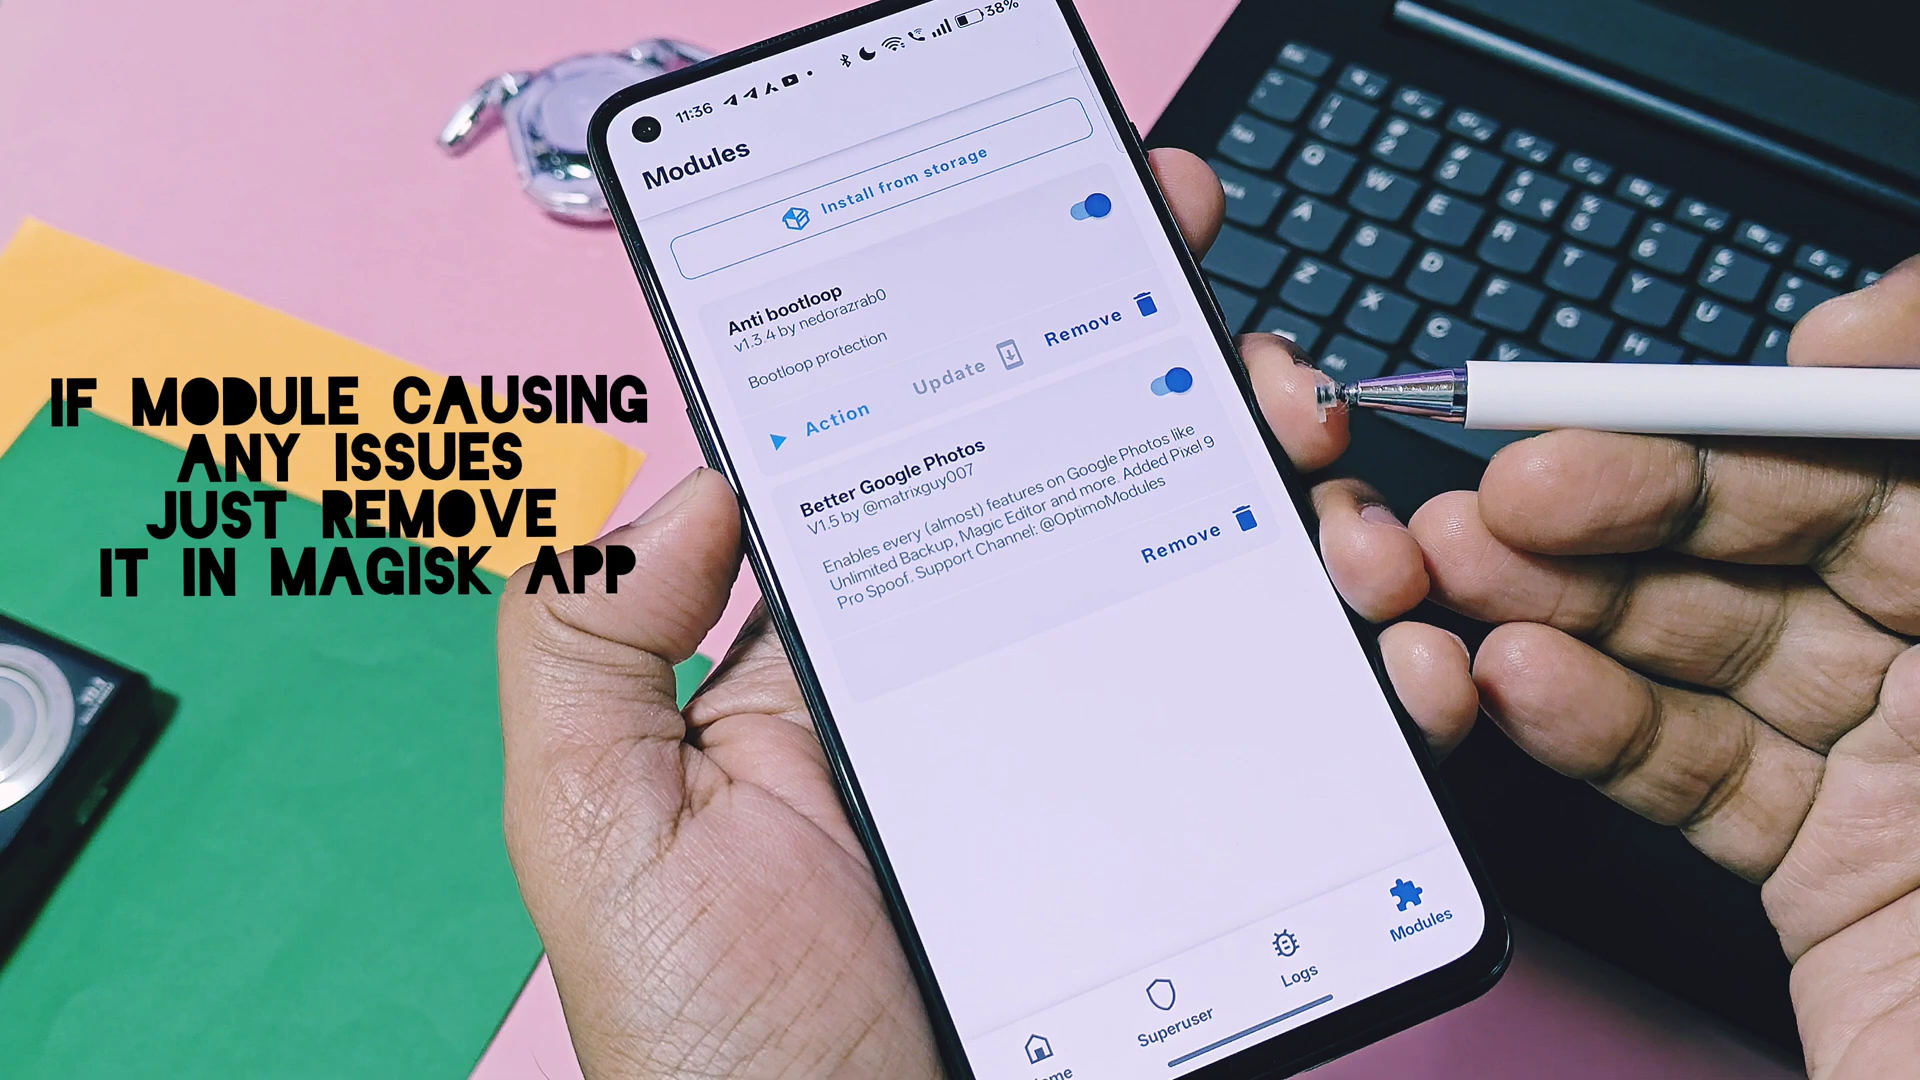 11:36
38%
Modules
Install from storage
Anti bootloop
v1.3.4 by nedorazrab0
Bootloop protection
Action
Update
Remove
Better Google Photos
V1.5 by @matrixguy007
Enables every (almost) features on Google Photos like
Unlimited Backup, Magic Editor and more. Added Pixel 9
Pro Spoof. Support Channel: @OptimoModules
Remove
Superuser
Logs
Modules
IF MODULE CAUSING
ANY ISSUES
JUST REMOVE
IT IN MAGISK APP
Q
W
E
R
T
Y
U
A
S
D
F
G
H
Z
X
C